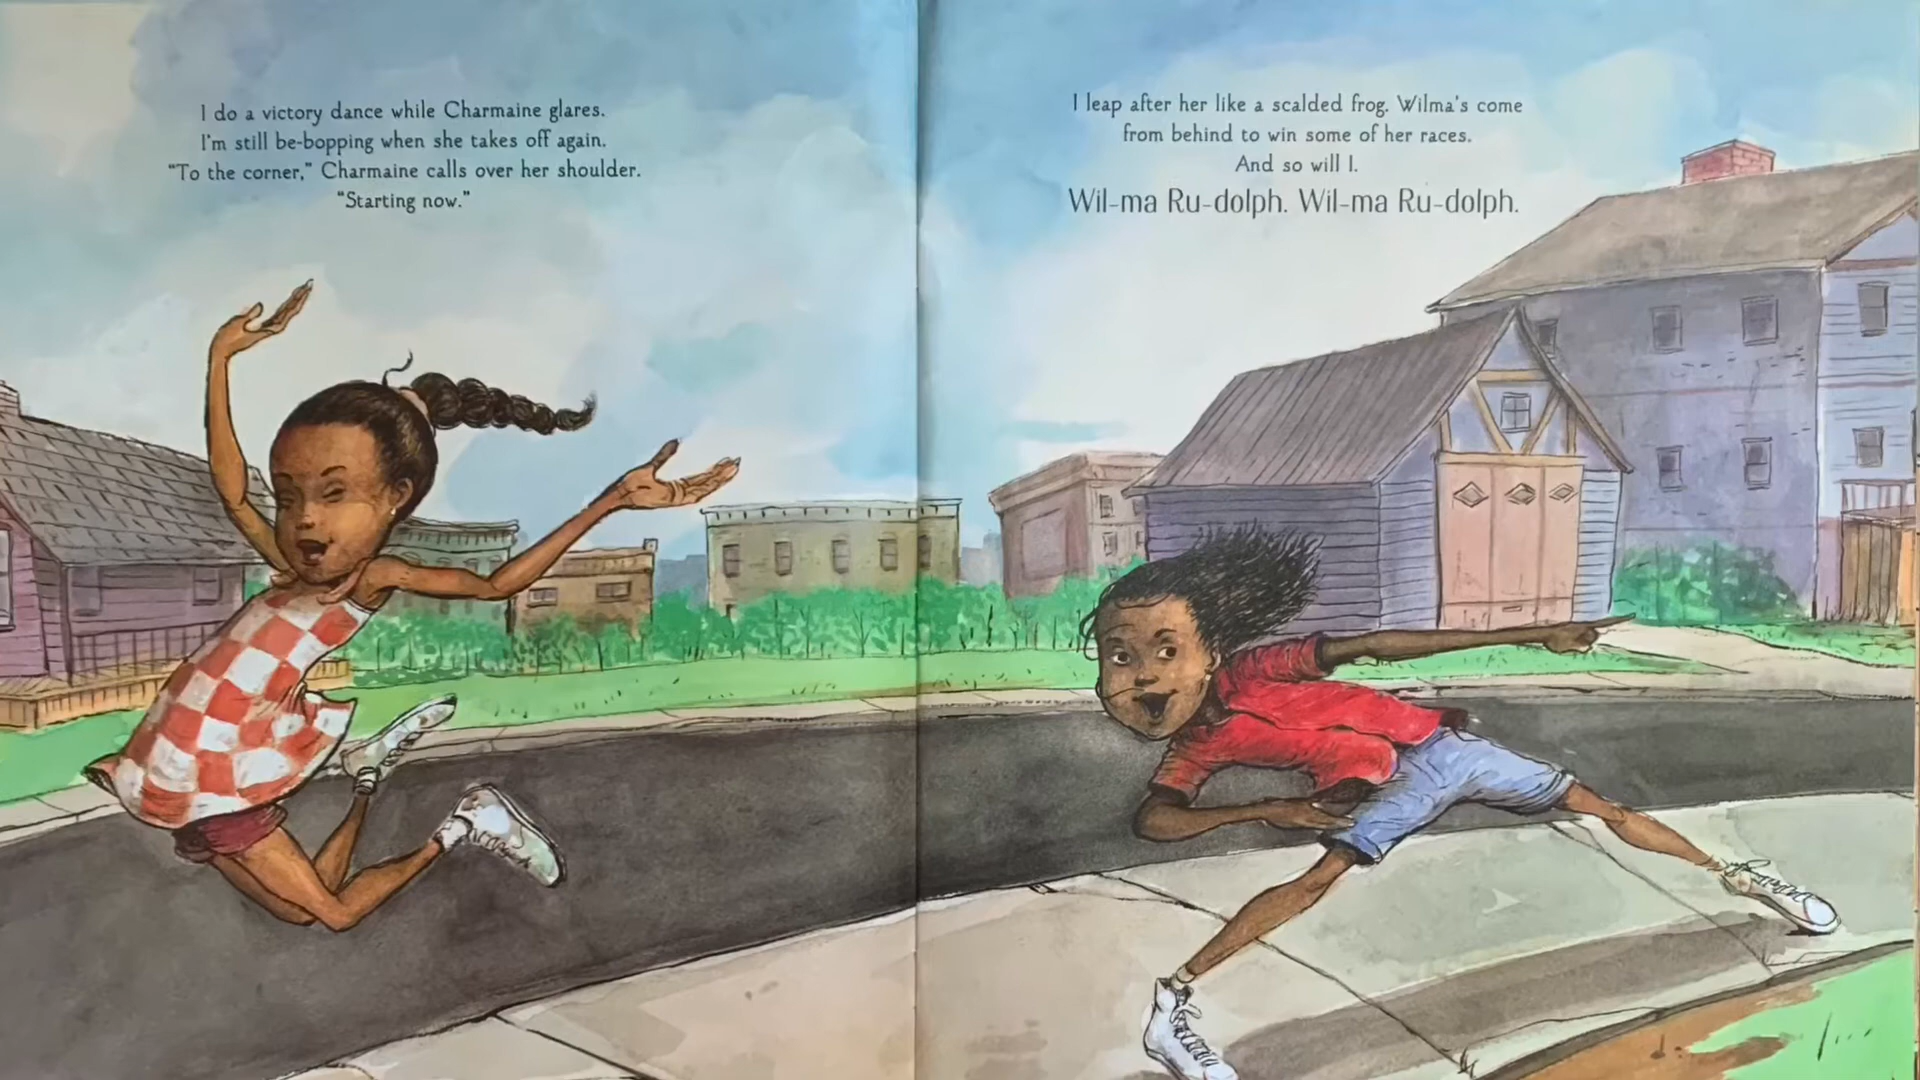 I do a victory dance while Charmaine glares.
I'm still be-bopping when she takes off again.
“To the corner,” Charmaine calls over her shoulder.
“Starting now.”
I leap after her like a scalded frog. Wilma's come
from behind to win some of her races.
And so will I.
Wil-ma Ru-dolph. Wil-ma Ru-dolph.